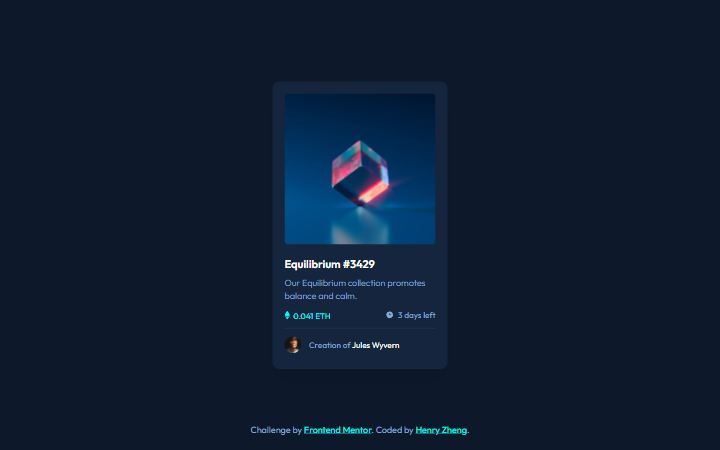 Equilibrium #3429
Our Equilibrium collection promotes
balance and calm.
0.041 ETH
3 days left
Creation of Jules Wyvern
Challenge by Frontend Mentor. Coded by Henry Zheng.